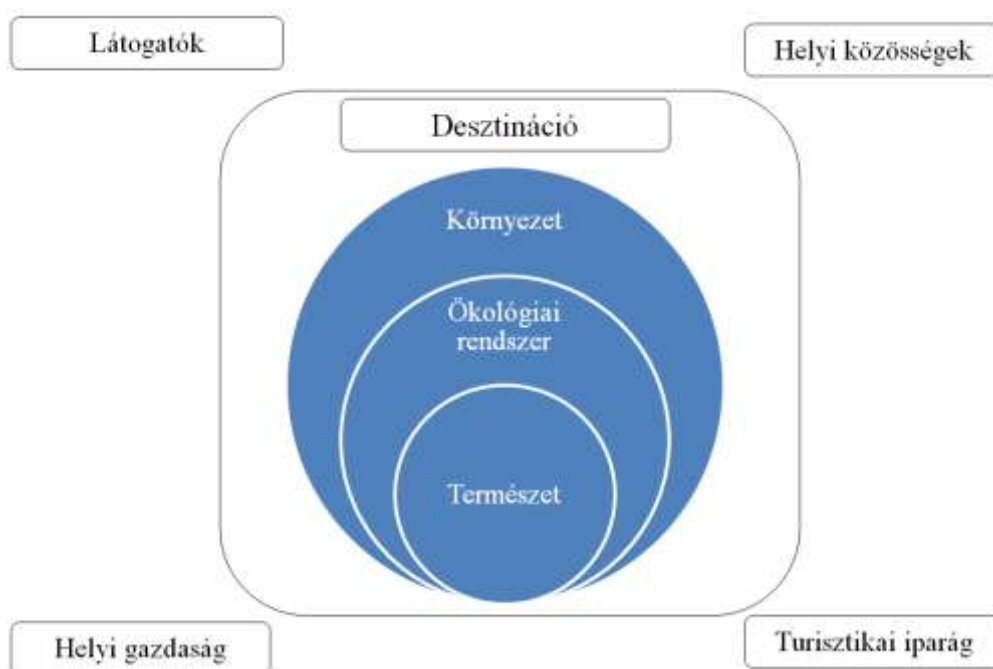 Látogatók
Helyi közösségek
Desztináció
Környezet
Ökológiai
rendszer
Természet
Helyi gazdaság
Turisztikai iparág